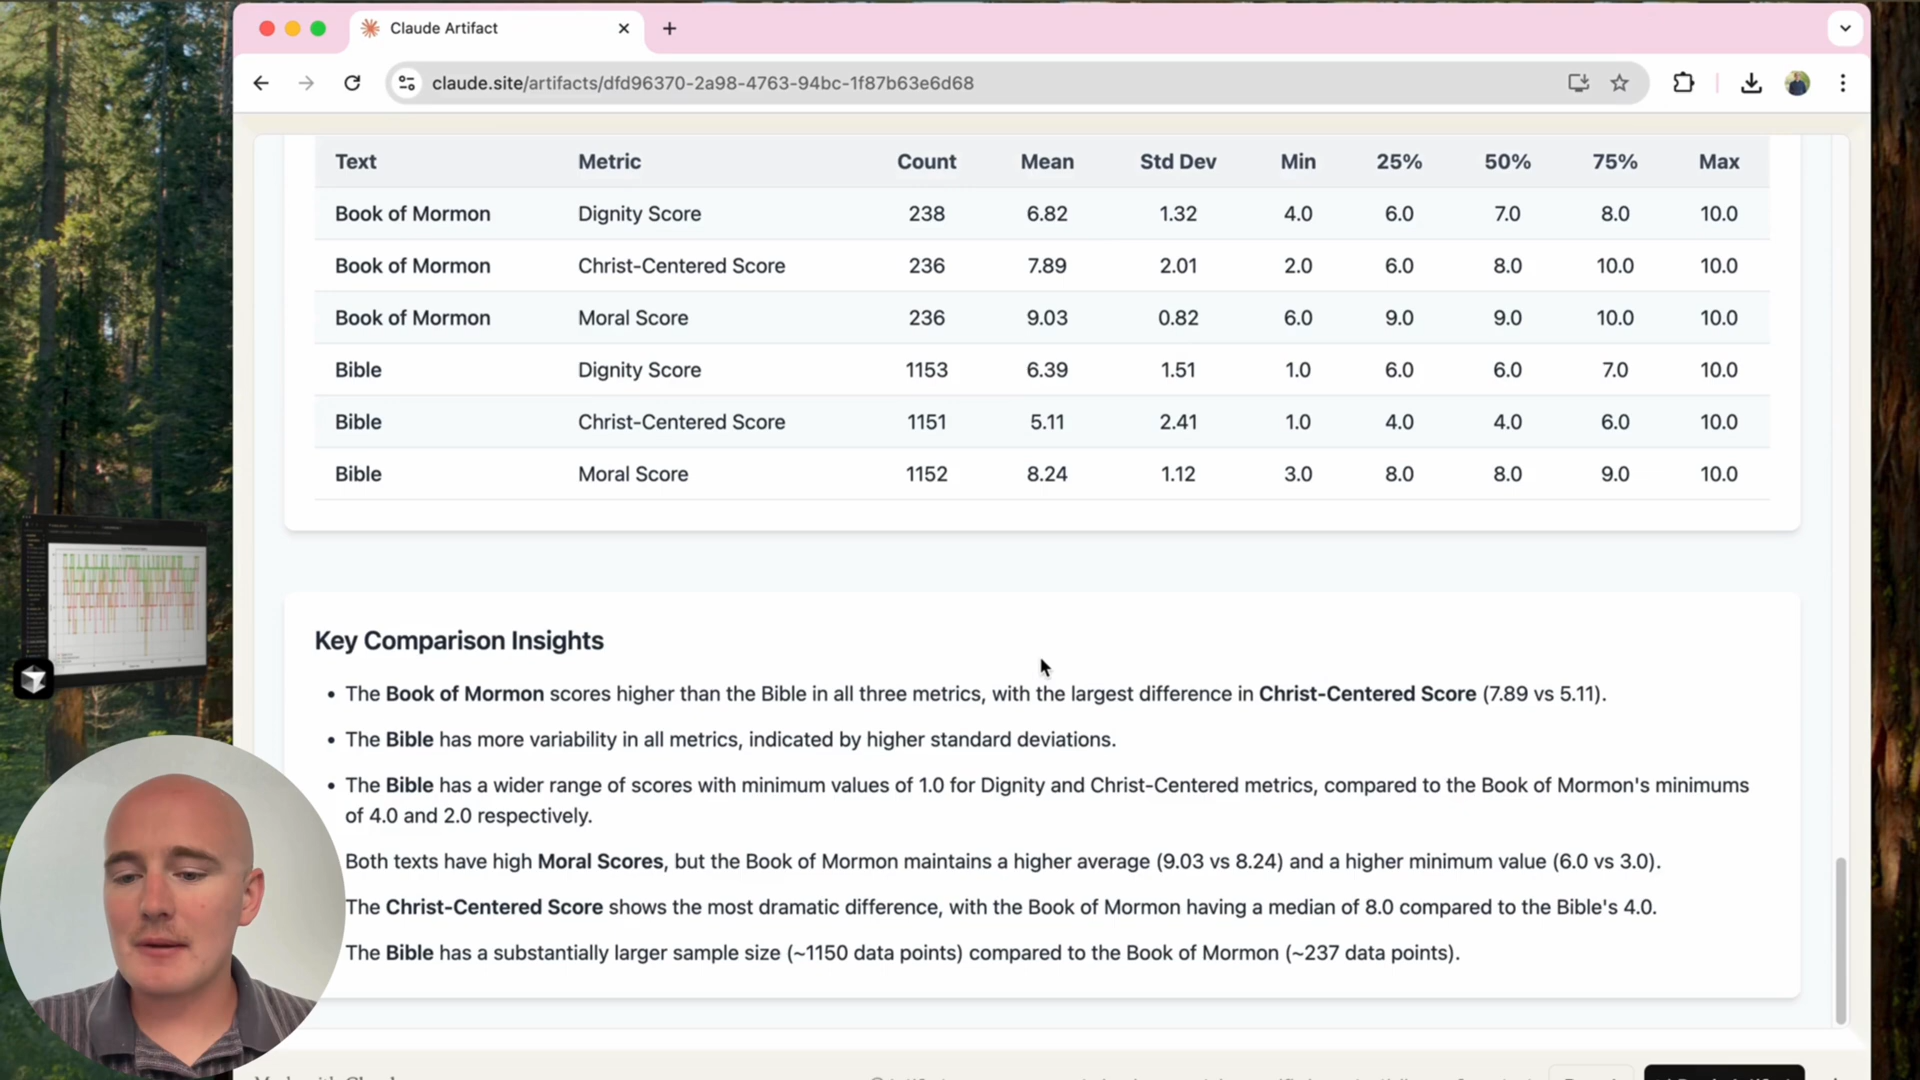 Claude Artifact
claude.site/artifacts/dfd96370-2a98-4763-94bc-1f87b63e6d68
Text Metric Count Mean Std Dev Min 25% 50% 75% Max
Book of Mormon Dignity Score 238 6.82 1.32 4.0 6.0 7.0 8.0 10.0
Book of Mormon Christ-Centered Score 236 7.89 2.01 2.0 6.0 8.0 10.0 10.0
Book of Mormon Moral Score 236 9.03 0.82 6.0 9.0 9.0 10.0 10.0
Bible Dignity Score 1153 6.39 1.51 1.0 6.0 6.0 7.0 10.0
Bible Christ-Centered Score 1151 5.11 2.41 1.0 4.0 4.0 6.0 10.0
Bible Moral Score 1152 8.24 1.12 3.0 8.0 8.0 9.0 10.0
Key Comparison Insights
• The Book of Mormon scores higher than the Bible in all three metrics, with the largest difference in Christ-Centered Score (7.89 vs 5.11).
• The Bible has more variability in all metrics, indicated by higher standard deviations.
• The Bible has a wider range of scores with minimum values of 1.0 for Dignity and Christ-Centered metrics, compared to the Book of Mormon's minimums
of 4.0 and 2.0 respectively.
Both texts have high Moral Scores, but the Book of Mormon maintains a higher average (9.03 vs 8.24) and a higher minimum value (6.0 vs 3.0).
The Christ-Centered Score shows the most dramatic difference, with the Book of Mormon having a median of 8.0 compared to the Bible's 4.0.
The Bible has a substantially larger sample size (~1150 data points) compared to the Book of Mormon (~237 data points).